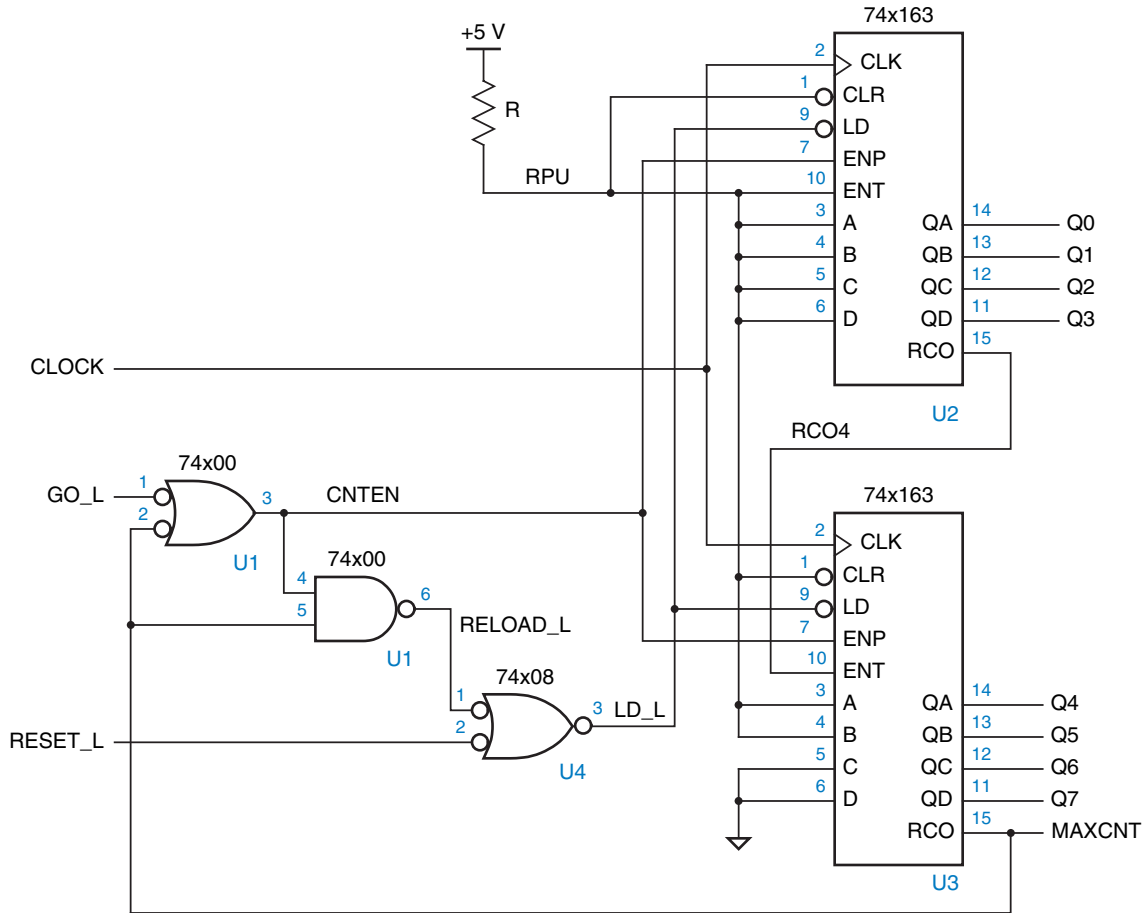 74x163
+5 V
R
RPU
2 CLK
1 CLR
9 LD
7 ENP
10 ENT
3 A QA 14 Q0
4 B QB 13 Q1
5 C QC 12 Q2
6 D QD 11 Q3
RCO 15
U2
CLOCK
RCO4
74x00
GO_L 1
2
3 CNTEN
U1
74x00
4
5
6
RELOAD_L
U1
74x08
1
2
3 LD_L
RESET_L
U4
74x163
2 CLK
1 CLR
9 LD
7 ENP
10 ENT
3 A QA 14 Q4
4 B QB 13 Q5
5 C QC 12 Q6
6 D QD 11 Q7
RCO 15 MAXCNT
U3